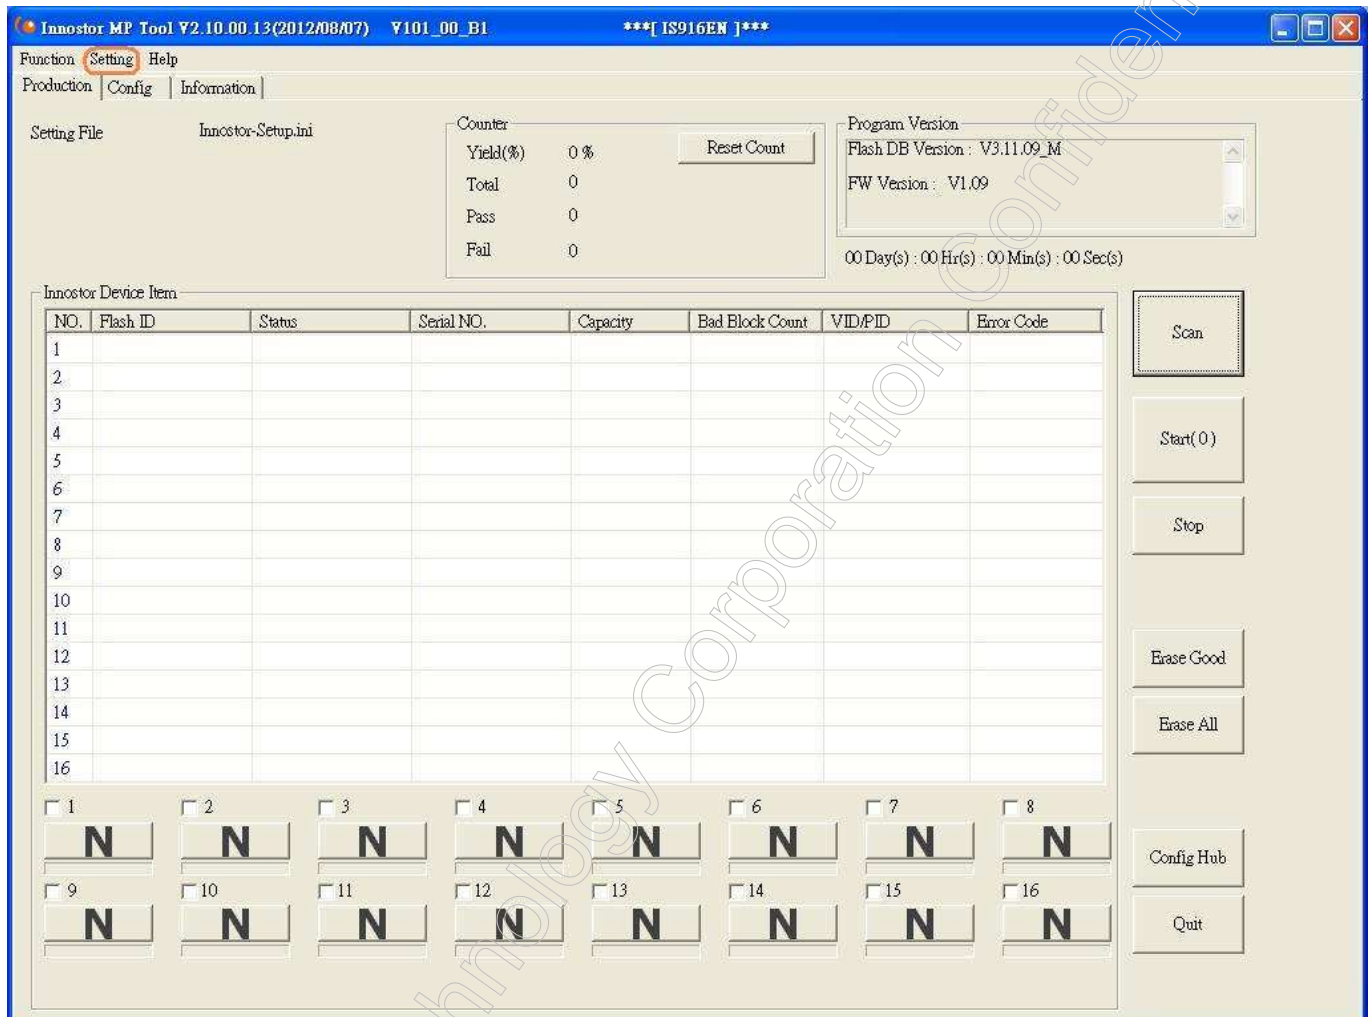 Innostor MP Tool V2.10.00.13(2012/08/07) V101_00_B1 ***[ IS916EN ]***
Function Setting Help
Production Config Information
Setting File Innostor-Setup.ini
Counter
Yield(%) 0 %
Total 0
Pass 0
Fail 0
Reset Count
Program Version
Flash DB Version : V3.11.09_M
FW Version : V1.09
00 Day(s) : 00 Hr(s) : 00 Min(s) : 00 Sec(s)
Innostor Device Item
NO. Flash ID Status Serial NO. Capacity Bad Block Count VID/PID Error Code
1
2
3
4
5
6
7
8
9
10
11
12
13
14
15
16
Scan
Start( 0 )
Stop
Erase Good
Erase All
Config Hub
Quit
1 2 3 4 5 6 7 8
N N N N N N N N
9 10 11 12 13 14 15 16
N N N N N N N N
Technology Corporation Confiden